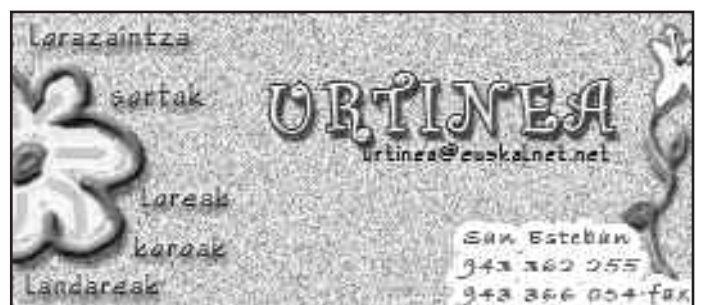 Lorazaintza
sortak
URTINEA
urtinea@euskalnet.net
Loreak
koroak
Landareak
San Esteban
943 362 255
943 366 054 fax